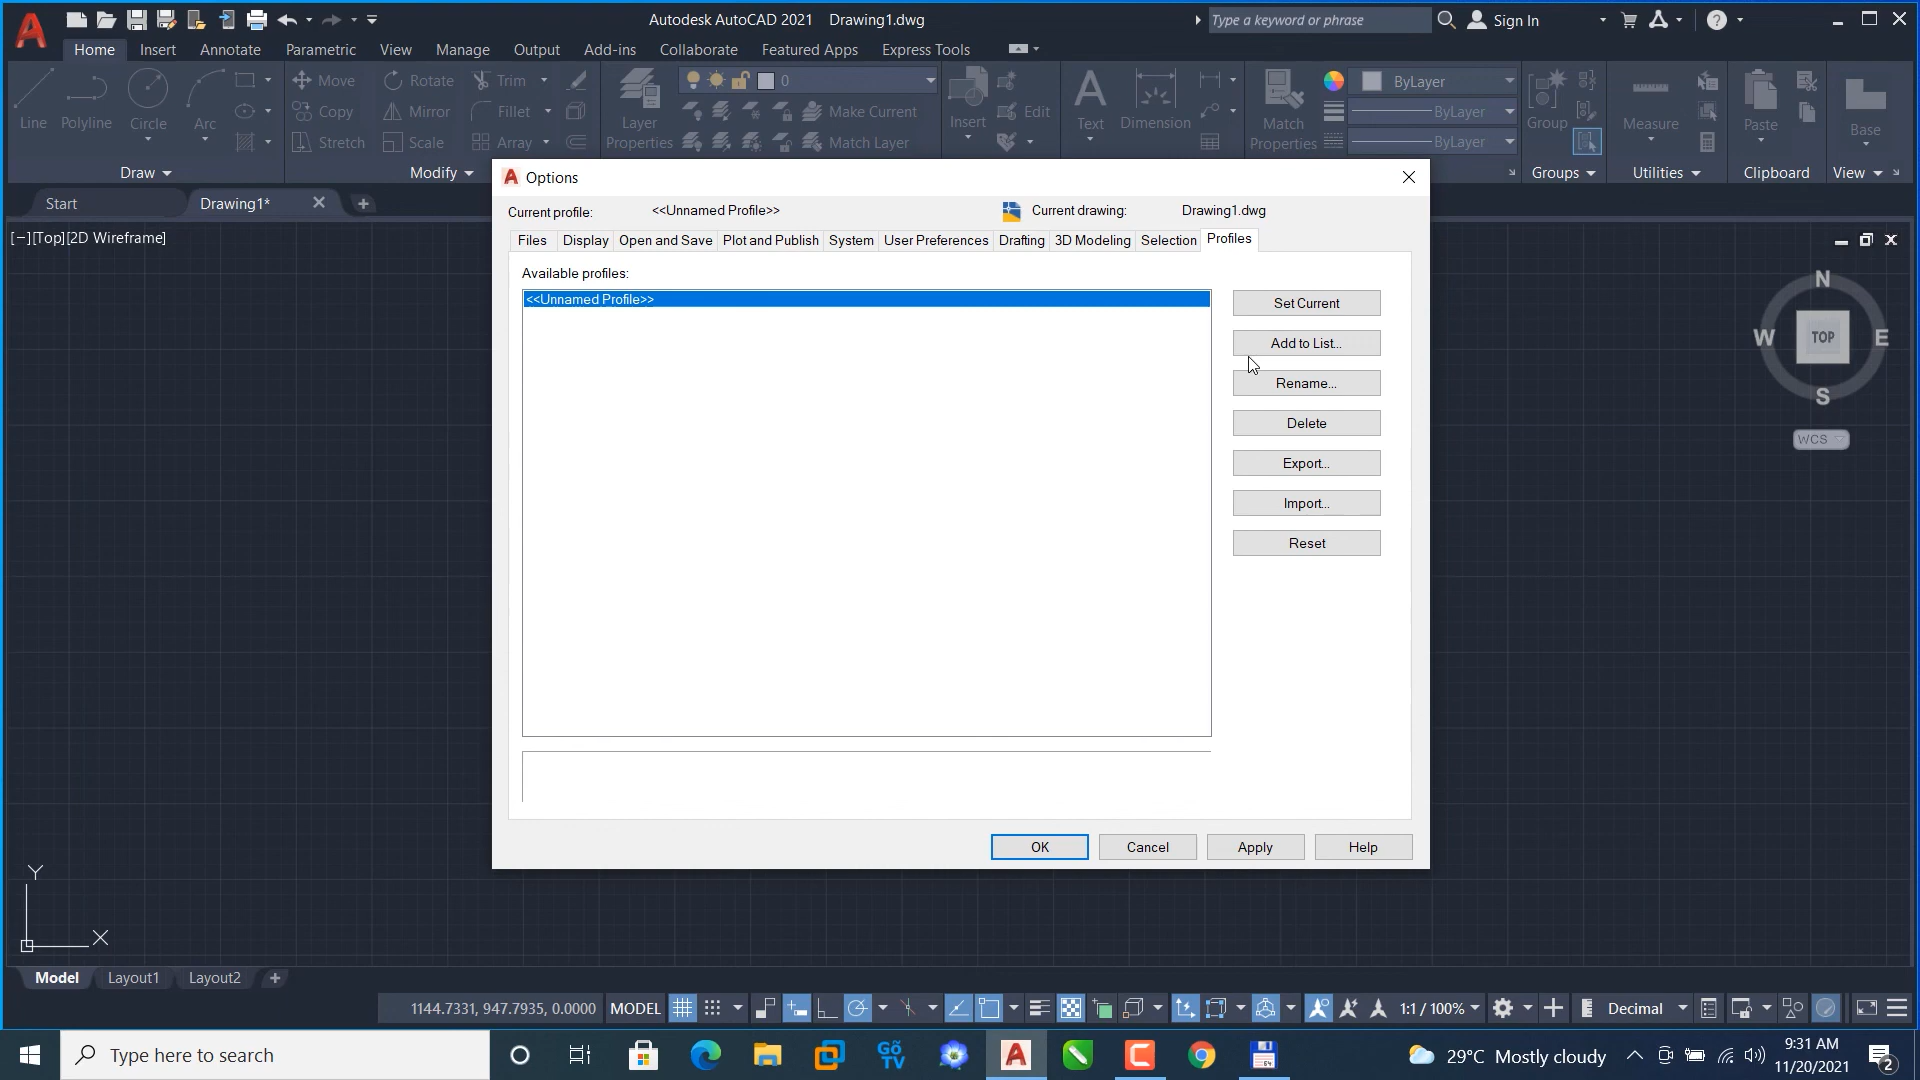 Autodesk AutoCAD 2021 Drawing1.dwg
Type a keyword or phrase
Sign In
Home Insert Annotate Parametric View Manage Output Add-ins Collaborate Featured Apps Express Tools
Move Rotate Trim 0 ByLayer
Line Polyline Circle Arc
Copy Mirror Fillet Make Current
Layer Properties
Insert Edit
Text Dimension
Match Properties
ByLayer
Group Measure Paste Base
Stretch Scale Array Match Layer ByLayer
Draw Modify Groups Utilities Clipboard View
Start Drawing1*
[−][Top][2D Wireframe]
Options
Current profile: <<Unnamed Profile>> Current drawing: Drawing1.dwg
Files Display Open and Save Plot and Publish System User Preferences Drafting 3D Modeling Selection Profiles
Available profiles:
<<Unnamed Profile>>
Set Current
Add to List...
Rename...
Delete
Export...
Import...
Reset
OK Cancel Apply Help
N
W TOP E
S
WCS
Y
X
Model Layout1 Layout2
1144.7331, 947.7935, 0.0000 MODEL 1:1 / 100% Decimal
Type here to search
Gõ
TV
64
29°C Mostly cloudy
9:31 AM
11/20/2021
2